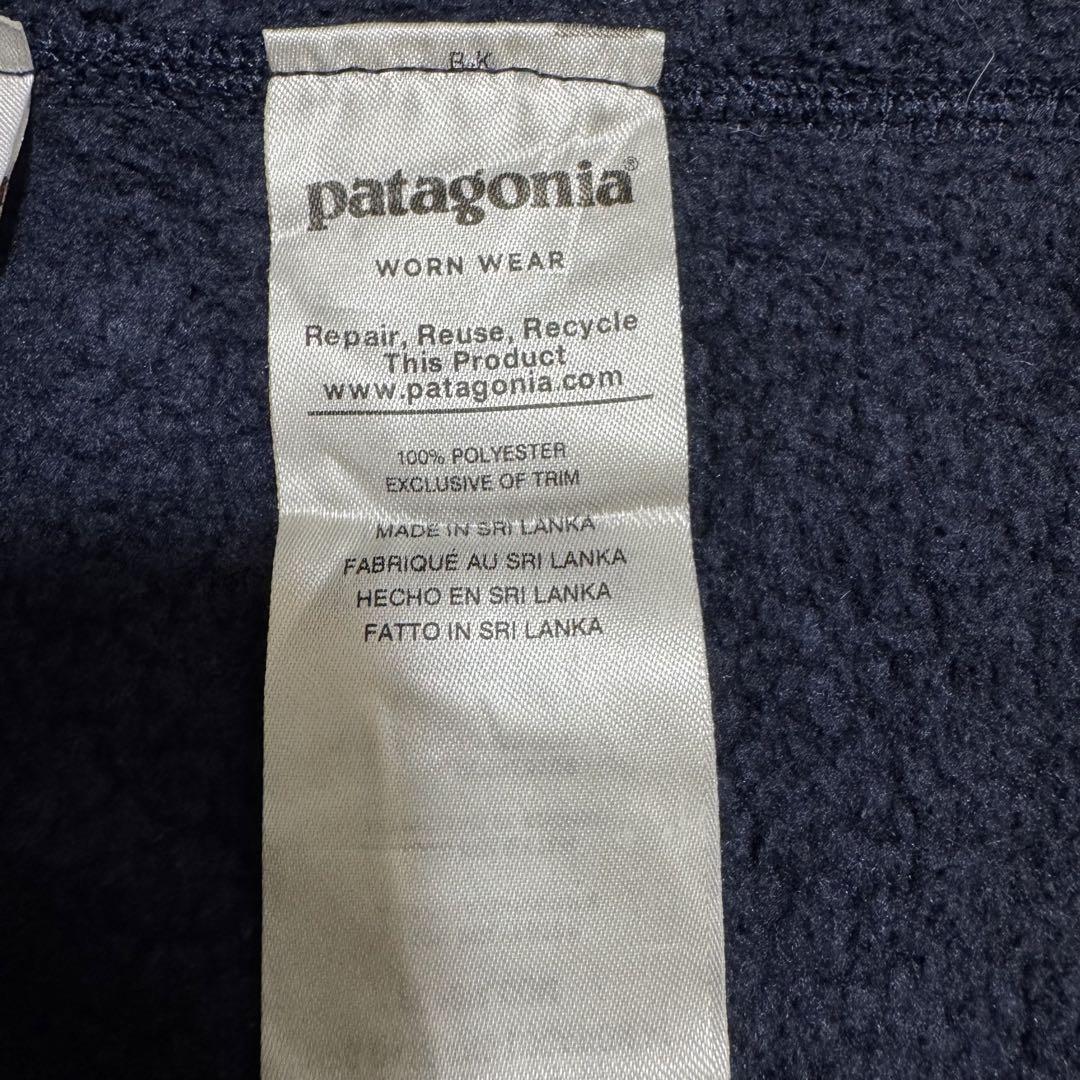 patagonia®
WORN WEAR
Repair, Reuse, Recycle
This Product
www.patagonia.com
100% POLYESTER
EXCLUSIVE OF TRIM
MADE IN SRI LANKA
FABRIQUÉ AU SRI LANKA
HECHO EN SRI LANKA
FATTO IN SRI LANKA